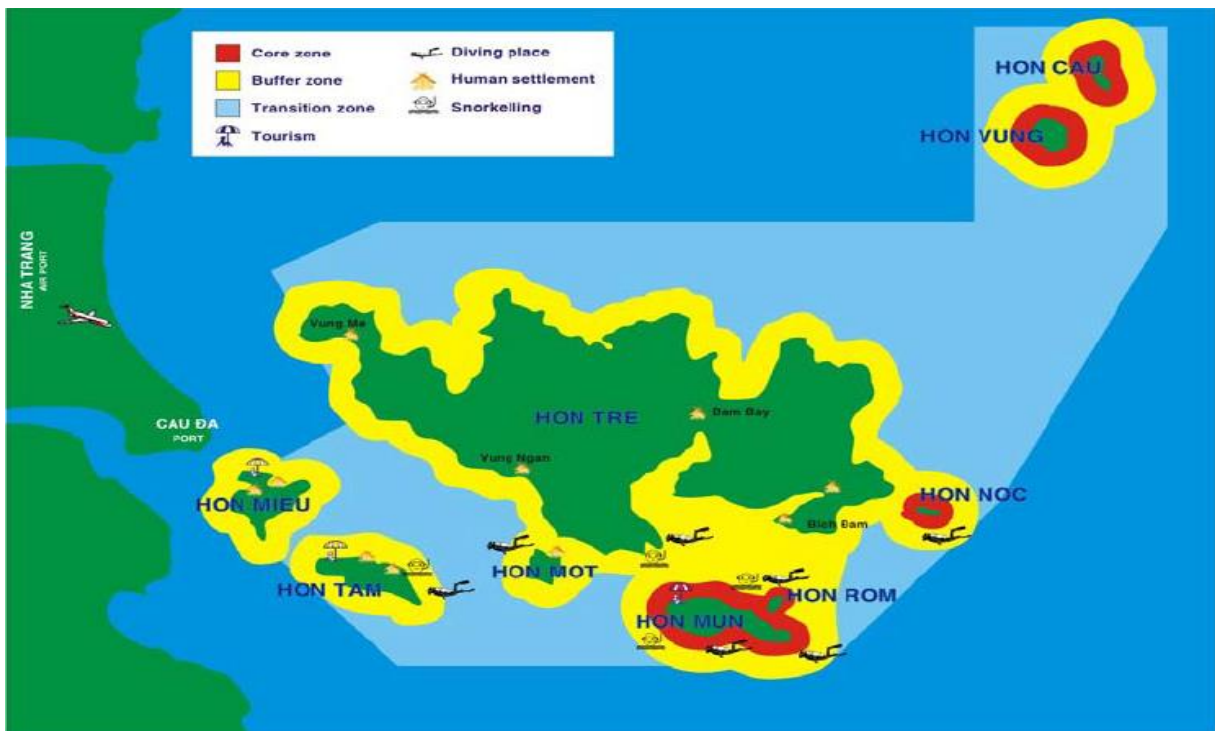 Core zone
Buffer zone
Transition zone
Tourism
Diving place
Human settlement
Snorkelling
HON CAU
HON VUNG
NHA TRANG
AIR PORT
Vung Me
HON TRE
Dam Bay
CAU ĐA
PORT
Vung Ngan
HON MIEU
HON NOC
Bich Dam
HON MOT
HON TAM
HON ROM
HON MUN